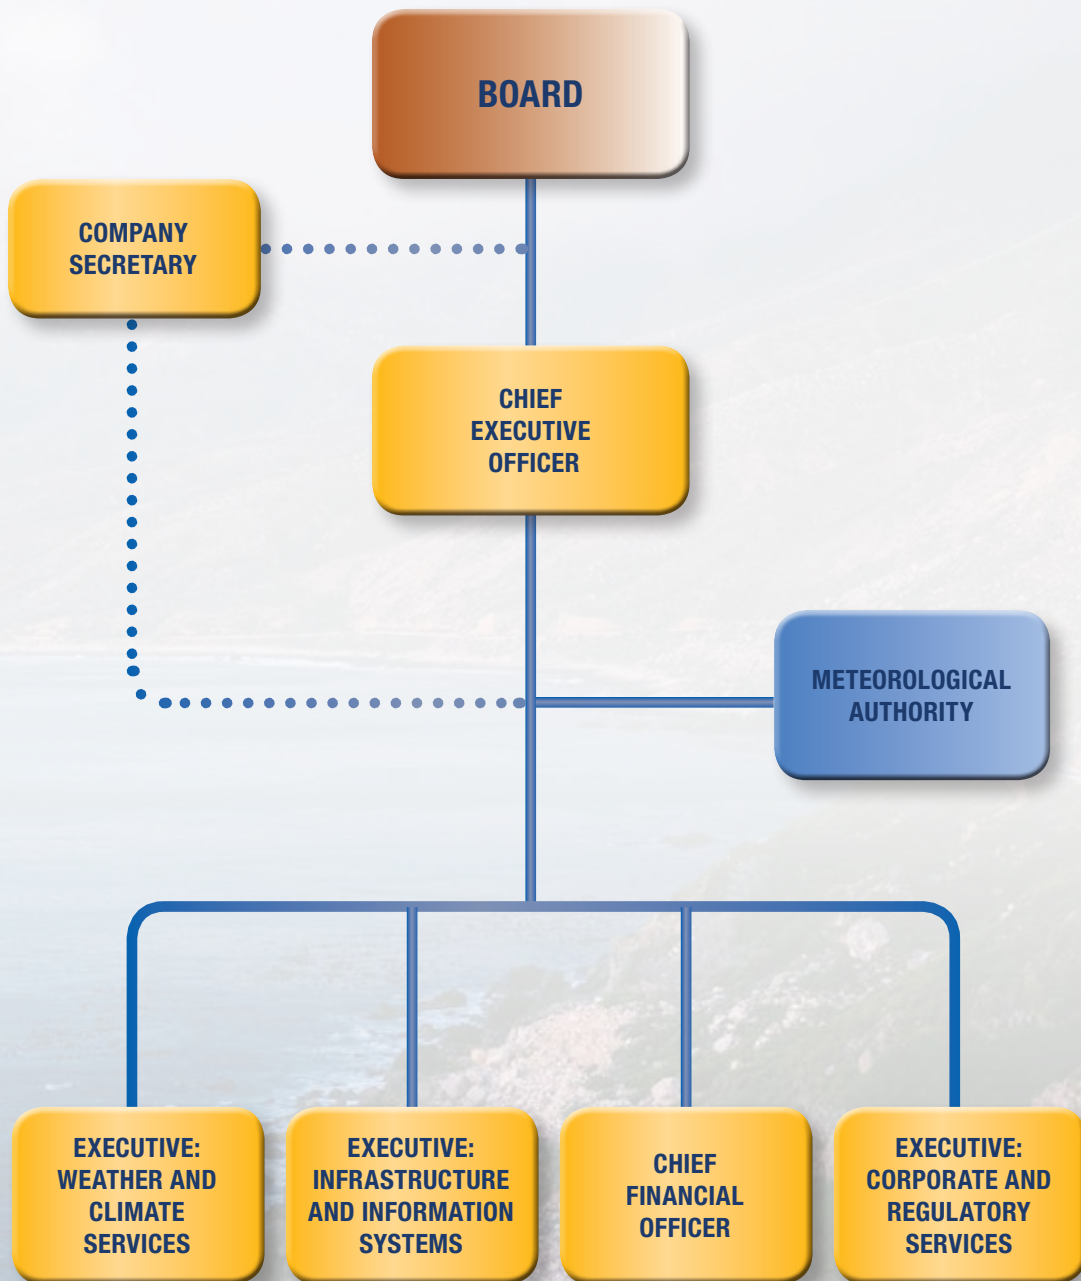 BOARD
COMPANY
SECRETARY
CHIEF
EXECUTIVE
OFFICER
METEOROLOGICAL
AUTHORITY
EXECUTIVE:
WEATHER AND
CLIMATE
SERVICES
EXECUTIVE:
INFRASTRUCTURE
AND INFORMATION
SYSTEMS
CHIEF
FINANCIAL
OFFICER
EXECUTIVE:
CORPORATE AND
REGULATORY
SERVICES